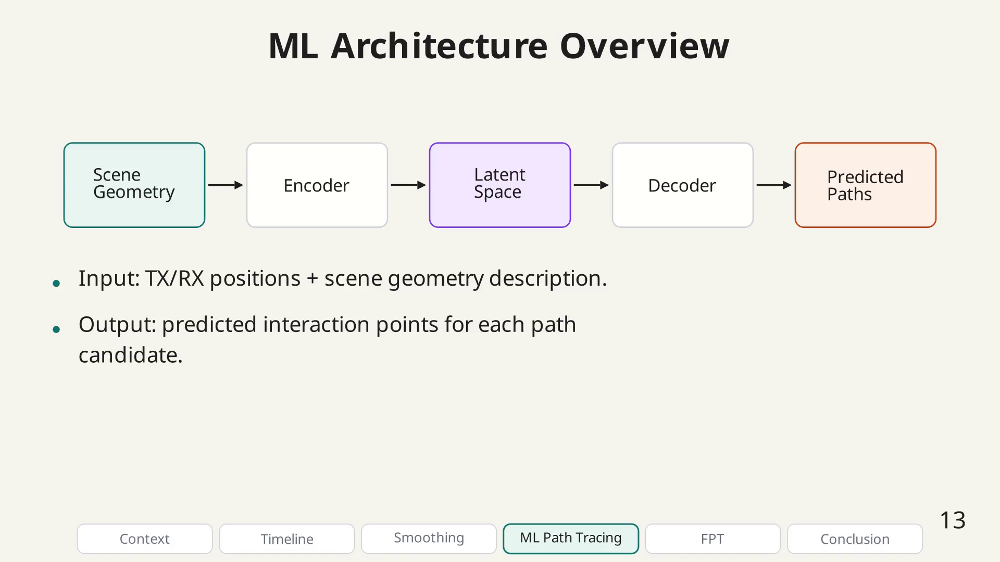 ML Architecture Overview
Scene
Geometry
Encoder
Latent
Space
Decoder
Predicted
Paths
Input: TX/RX positions + scene geometry description.
Output: predicted interaction points for each path
candidate.
13
Context
Timeline
Smoothing
ML Path Tracing
FPT
Conclusion